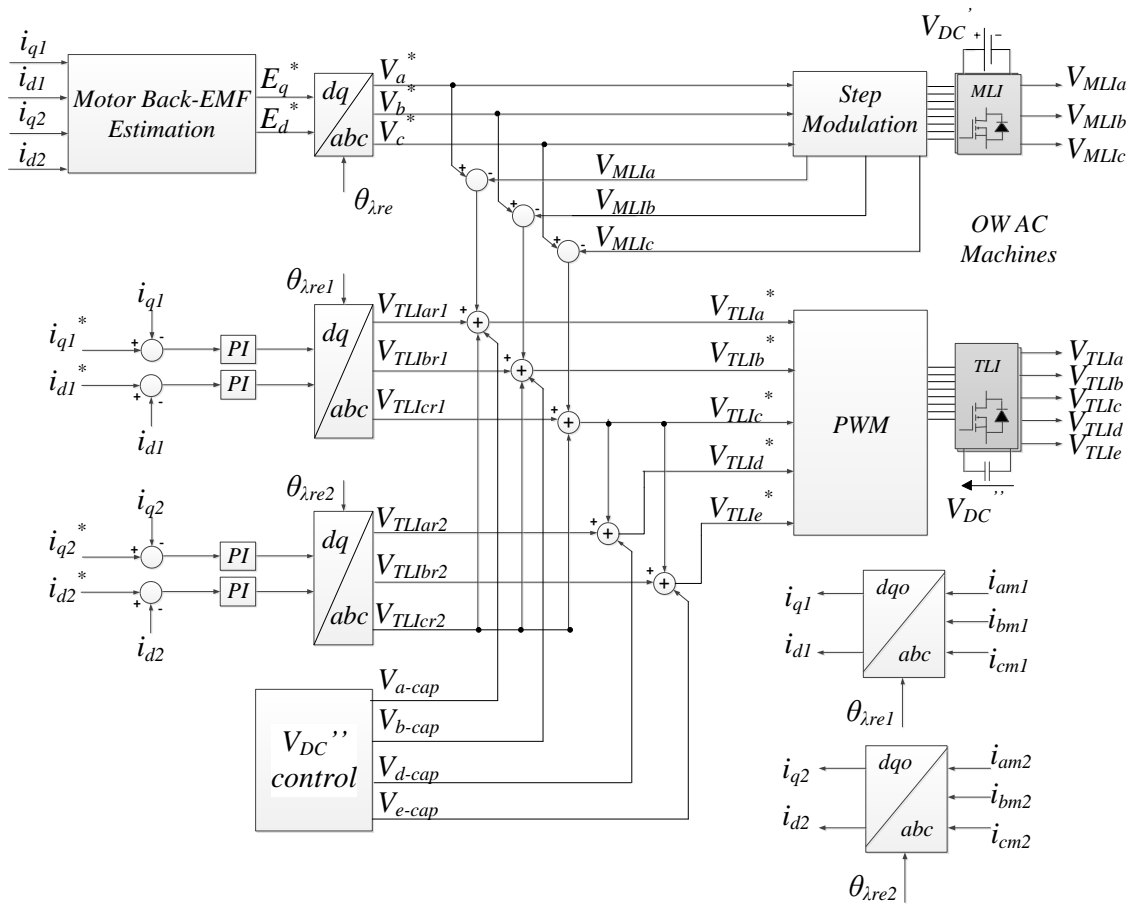 i_q1
i_d1
i_q2
i_d2
Motor Back-EMF
Estimation
E_q^*
E_d^*
dq
abc
θ_λre
V_a^*
V_b^*
V_c^*
Step
Modulation
V_DC'
+ −
MLI
V_MLIa
V_MLIb
V_MLIc
+ - V_MLIa
+ - V_MLIb
+ - V_MLIc
OW AC
Machines
θ_λre1
i_q1
i_q1^*
+ -
PI
i_d1^*
+ -
PI
i_d1
dq
abc
V_TLIar1
V_TLIbr1
V_TLIcr1
+ +
+ +
+ +
V_TLIa^*
V_TLIb^*
V_TLIc^*
V_TLId^*
V_TLIe^*
PWM
TLI
V_TLIa
V_TLIb
V_TLIc
V_TLId
V_TLIe
V_DC''
θ_λre2
i_q2
i_q2^*
+ -
PI
i_d2^*
+ -
PI
i_d2
dq
abc
V_TLIar2
V_TLIbr2
V_TLIcr2
+ +
+ +
V_DC''
control
V_a-cap
V_b-cap
V_d-cap
V_e-cap
i_q1
i_d1
dqo
abc
i_am1
i_bm1
i_cm1
θ_λre1
i_q2
i_d2
dqo
abc
i_am2
i_bm2
i_cm2
θ_λre2